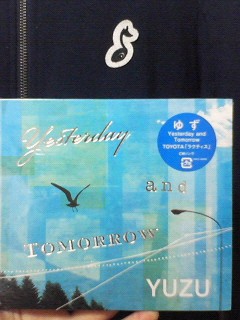 Yesterday
and
TOMORROW
YUZU
ゆず
Yesterday and
Tomorrow
TOYOTA「ラクティス」